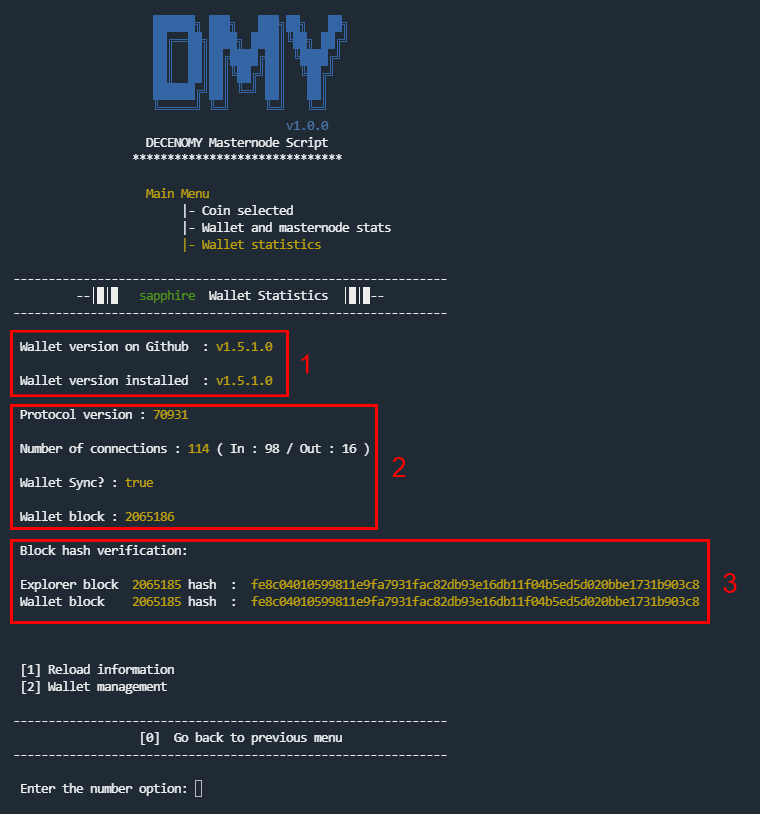 DMY
v1.0.0
DECENOMY Masternode Script
******************************
Main Menu
|- Coin selected
|- Wallet and masternode stats
|- Wallet statistics
--------------------------------------------------------------
--|█|█ sapphire Wallet Statistics |█|█--
--------------------------------------------------------------
Wallet version on Github : v1.5.1.0
Wallet version installed : v1.5.1.0
1
Protocol version : 70931
Number of connections : 114 ( In : 98 / Out : 16 )
Wallet Sync? : true
Wallet block : 2065186
2
Block hash verification:
Explorer block 2065185 hash : fe8c04010599811e9fa7931fac82db93e16db11f04b5ed5d020bbe1731b903c8
Wallet block 2065185 hash : fe8c04010599811e9fa7931fac82db93e16db11f04b5ed5d020bbe1731b903c8
3
[1] Reload information
[2] Wallet management
--------------------------------------------------------------
[0] Go back to previous menu
--------------------------------------------------------------
Enter the number option: